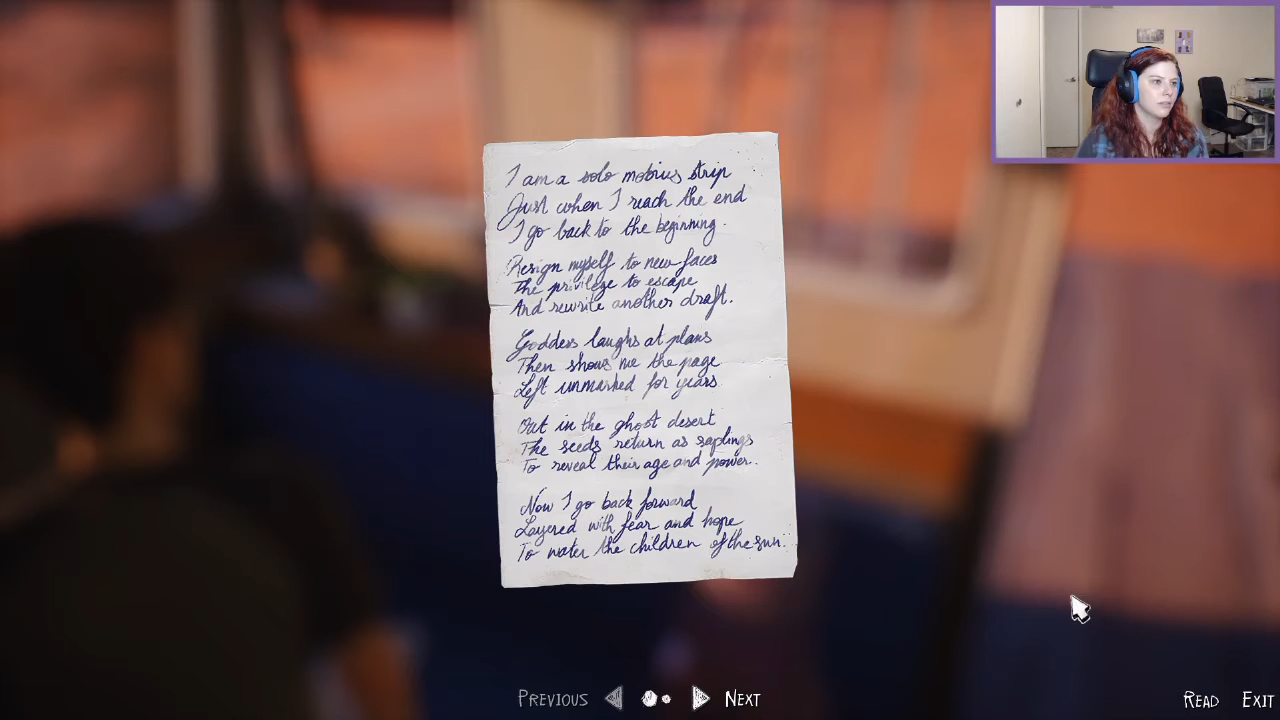 I am a solo mobius strip
Just when I reach the end
I go back to the beginning.
Resign myself to new faces
The privilege to escape
And rewrite another draft.
Goddess laughs at plans
Then shows me the page
Left unmarked for years
Out in the ghost desert
The seeds return as saplings
To reveal their age and power.
Now I go back forward
Layered with fear and hope
To water the children of the sun.
PREVIOUS NEXT
READ EXIT